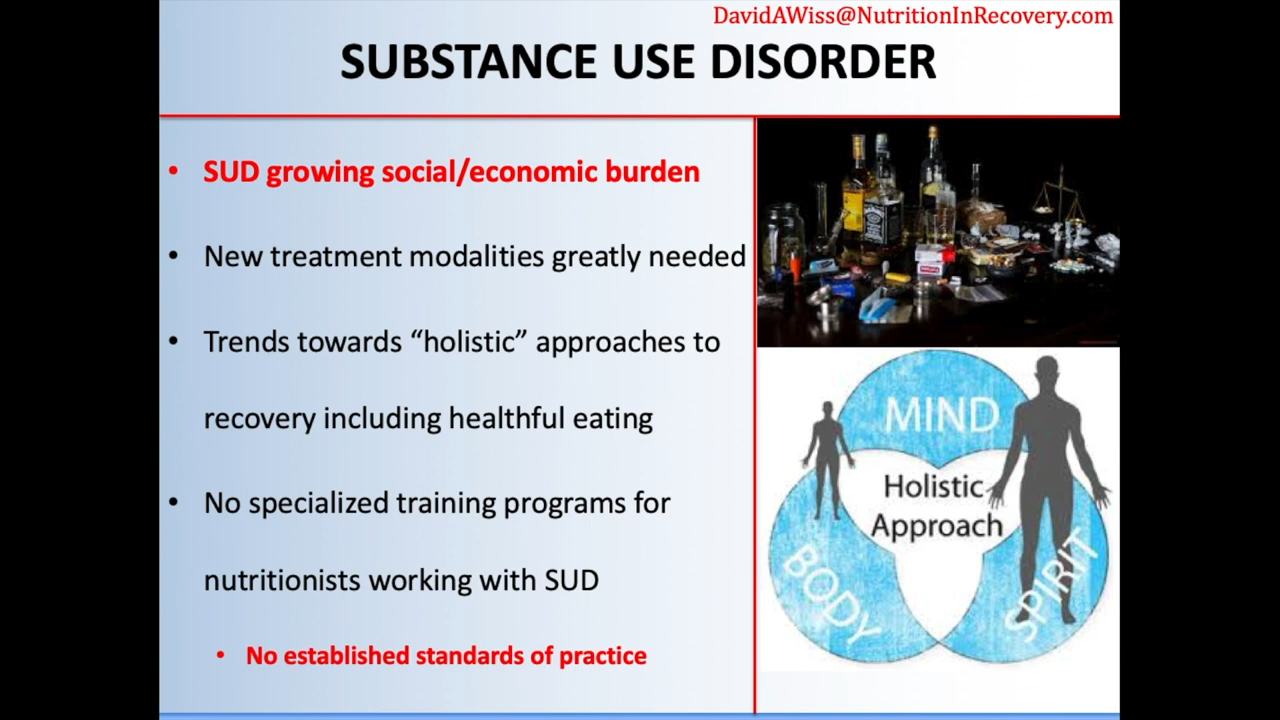 DavidAWiss@NutritionInRecovery.com
SUBSTANCE USE DISORDER
• SUD growing social/economic burden
• New treatment modalities greatly needed
• Trends towards “holistic” approaches to
recovery including healthful eating
• No specialized training programs for
nutritionists working with SUD
• No established standards of practice
MIND
Holistic
Approach
BODY
SPIRIT